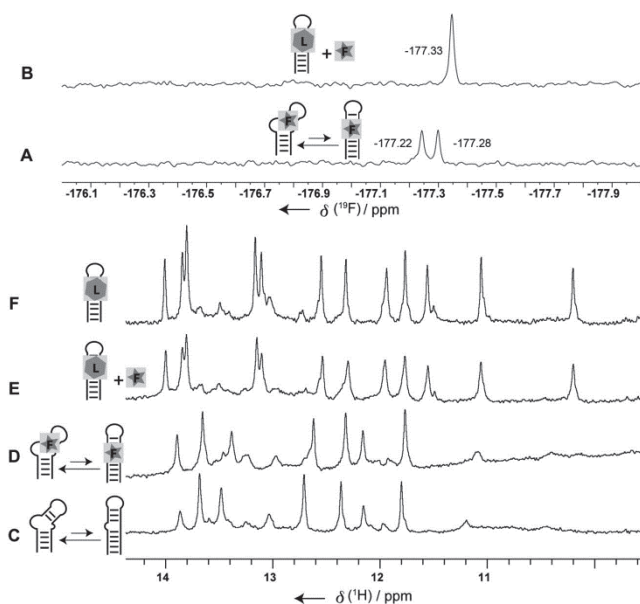 L + F
-177.33
B
F F
-177.22 -177.28
A
-176.1 -176.3 -176.5 -176.7 -176.9 -177.1 -177.3 -177.5 -177.7 -177.9
← δ (¹⁹F) / ppm
L
F
L + F
E
F F
D
C
14 13 12 11
← δ (¹H) / ppm